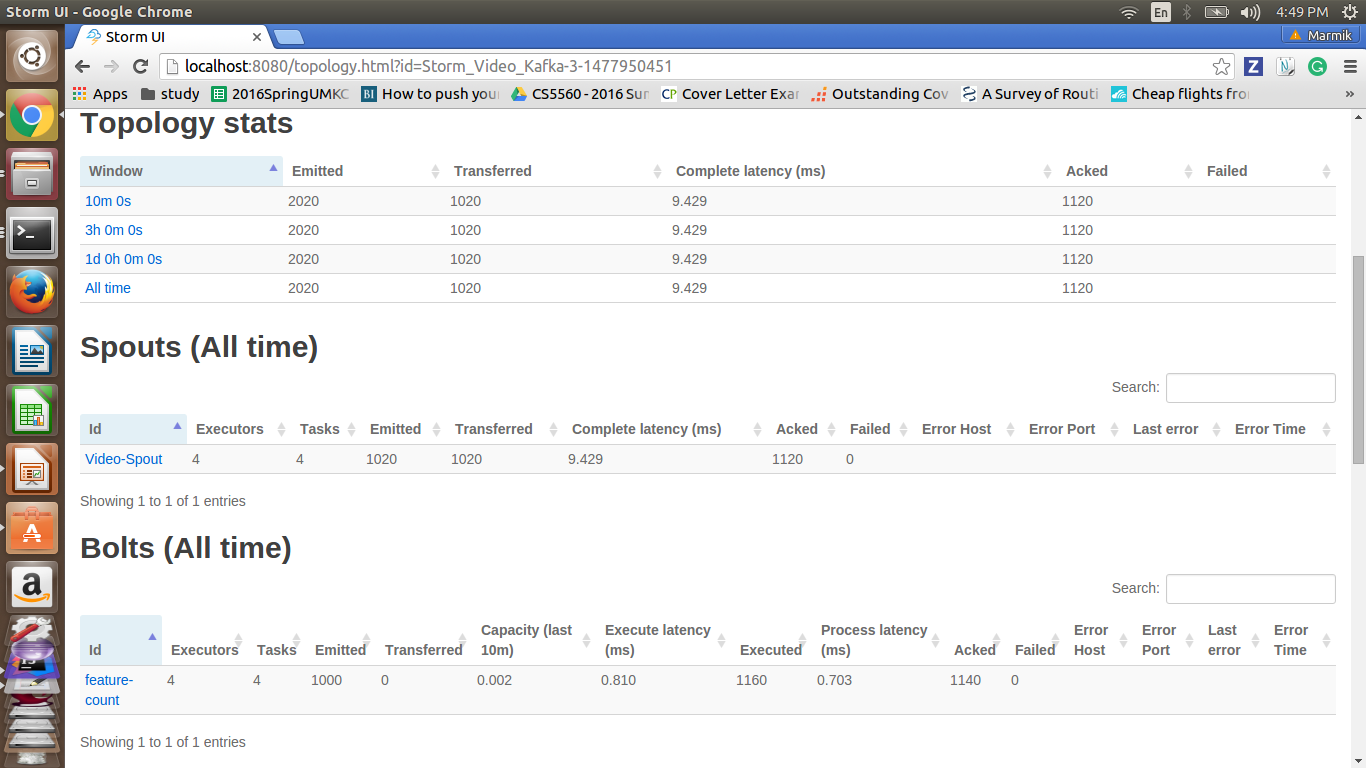 Storm UI - Google Chrome En 4:49 PM
Storm UI Marmik
localhost:8080/topology.html?id=Storm_Video_Kafka-3-1477950451
Apps study 2016SpringUMKC How to push you CS5560 - 2016 Sum Cover Letter Exa Outstanding Cov A Survey of Routi Cheap flights fro »
Topology stats
Window Emitted Transferred Complete latency (ms) Acked Failed
10m 0s 2020 1020 9.429 1120
3h 0m 0s 2020 1020 9.429 1120
1d 0h 0m 0s 2020 1020 9.429 1120
All time 2020 1020 9.429 1120
Spouts (All time)
Search:
Id Executors Tasks Emitted Transferred Complete latency (ms) Acked Failed Error Host Error Port Last error Error Time
Video-Spout 4 4 1020 1020 9.429 1120 0
Showing 1 to 1 of 1 entries
Bolts (All time)
Search:
Capacity (last Execute latency Process latency Error Error Last Error
Id Executors Tasks Emitted Transferred 10m) (ms) Executed (ms) Acked Failed Host Port error Time
feature- 4 4 1000 0 0.002 0.810 1160 0.703 1140 0
count
Showing 1 to 1 of 1 entries